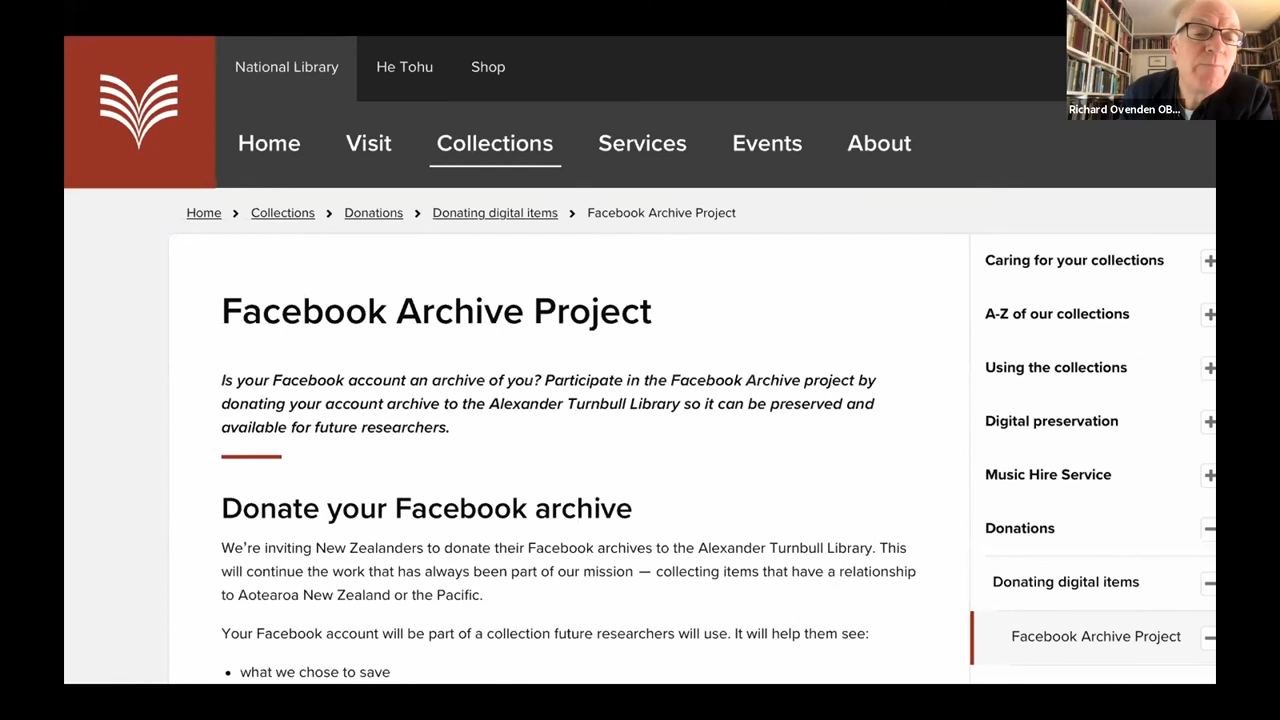 National Library He Tohu Shop
Richard Ovenden OB...
Home Visit Collections Services Events About
Home > Collections > Donations > Donating digital items > Facebook Archive Project
Facebook Archive Project
Is your Facebook account an archive of you? Participate in the Facebook Archive project by
donating your account archive to the Alexander Turnbull Library so it can be preserved and
available for future researchers.
Donate your Facebook archive
We're inviting New Zealanders to donate their Facebook archives to the Alexander Turnbull Library. This
will continue the work that has always been part of our mission — collecting items that have a relationship
to Aotearoa New Zealand or the Pacific.
Your Facebook account will be part of a collection future researchers will use. It will help them see:
• what we chose to save
Caring for your collections
A-Z of our collections
Using the collections
Digital preservation
Music Hire Service
Donations
Donating digital items
Facebook Archive Project